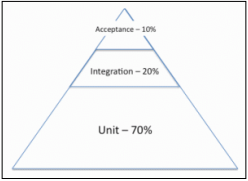 Acceptance – 10%
Integration – 20%
Unit – 70%